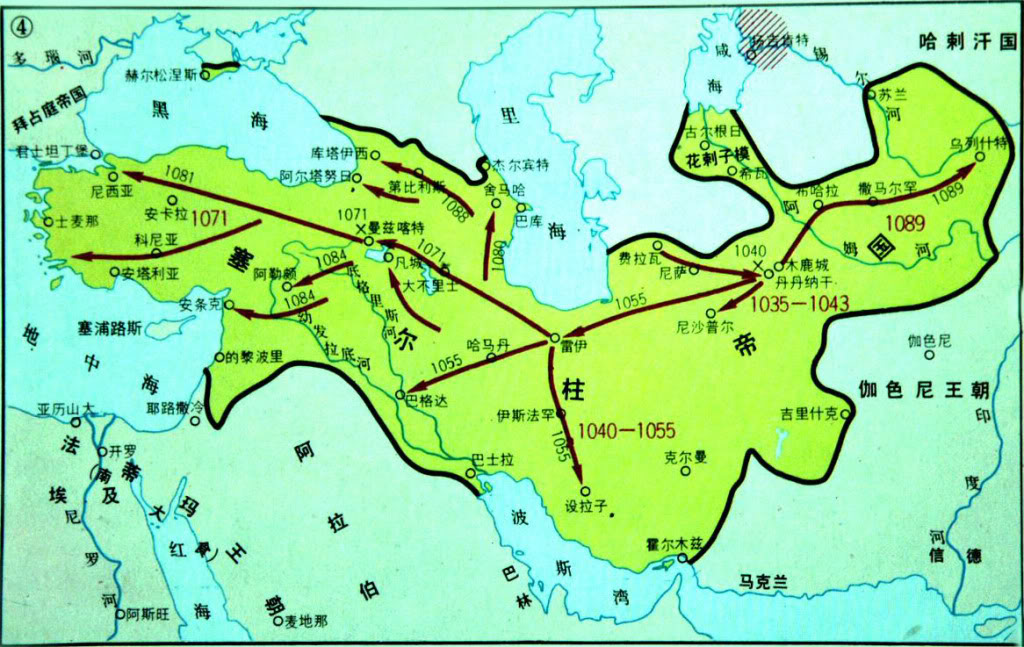 ④
多瑙河
赫尔松涅斯
拜占庭帝国
黑海
君士坦丁堡
尼西亚
1081
安卡拉
1071
士麦那
科尼亚
安塔利亚
库塔伊西
阿尔塔努日
第比利斯
1088
杰尔宾特
舍马哈
巴库
1080
里海
1071
曼兹喀特
1071
凡城
大不里士
阿勒颇
1084
安条克
1084
底格里斯河
幼发拉底河
塞尔柱帝国
塞浦路斯
地中海
的黎波里
耶路撒冷
亚历山大
开罗
法蒂玛王朝
埃及
尼罗河
红海
阿斯旺
麦地那
阿拉伯
哈马丹
1055
巴格达
巴士拉
雷伊
1055
伊斯法罕
1040—1055
1055
设拉子
克尔曼
波斯湾
巴林
霍尔木兹
马克兰
咸海
锡尔河
哈剌汗国
苏兰
古尔根日
花剌子模
希瓦
布哈拉
撒马尔罕
乌列什特
1089
1089
阿姆河
费拉瓦
尼萨
1040
木鹿城
丹丹纳干
1035—1043
尼沙普尔
伽色尼
伽色尼王朝
吉里什克
印度河
信德